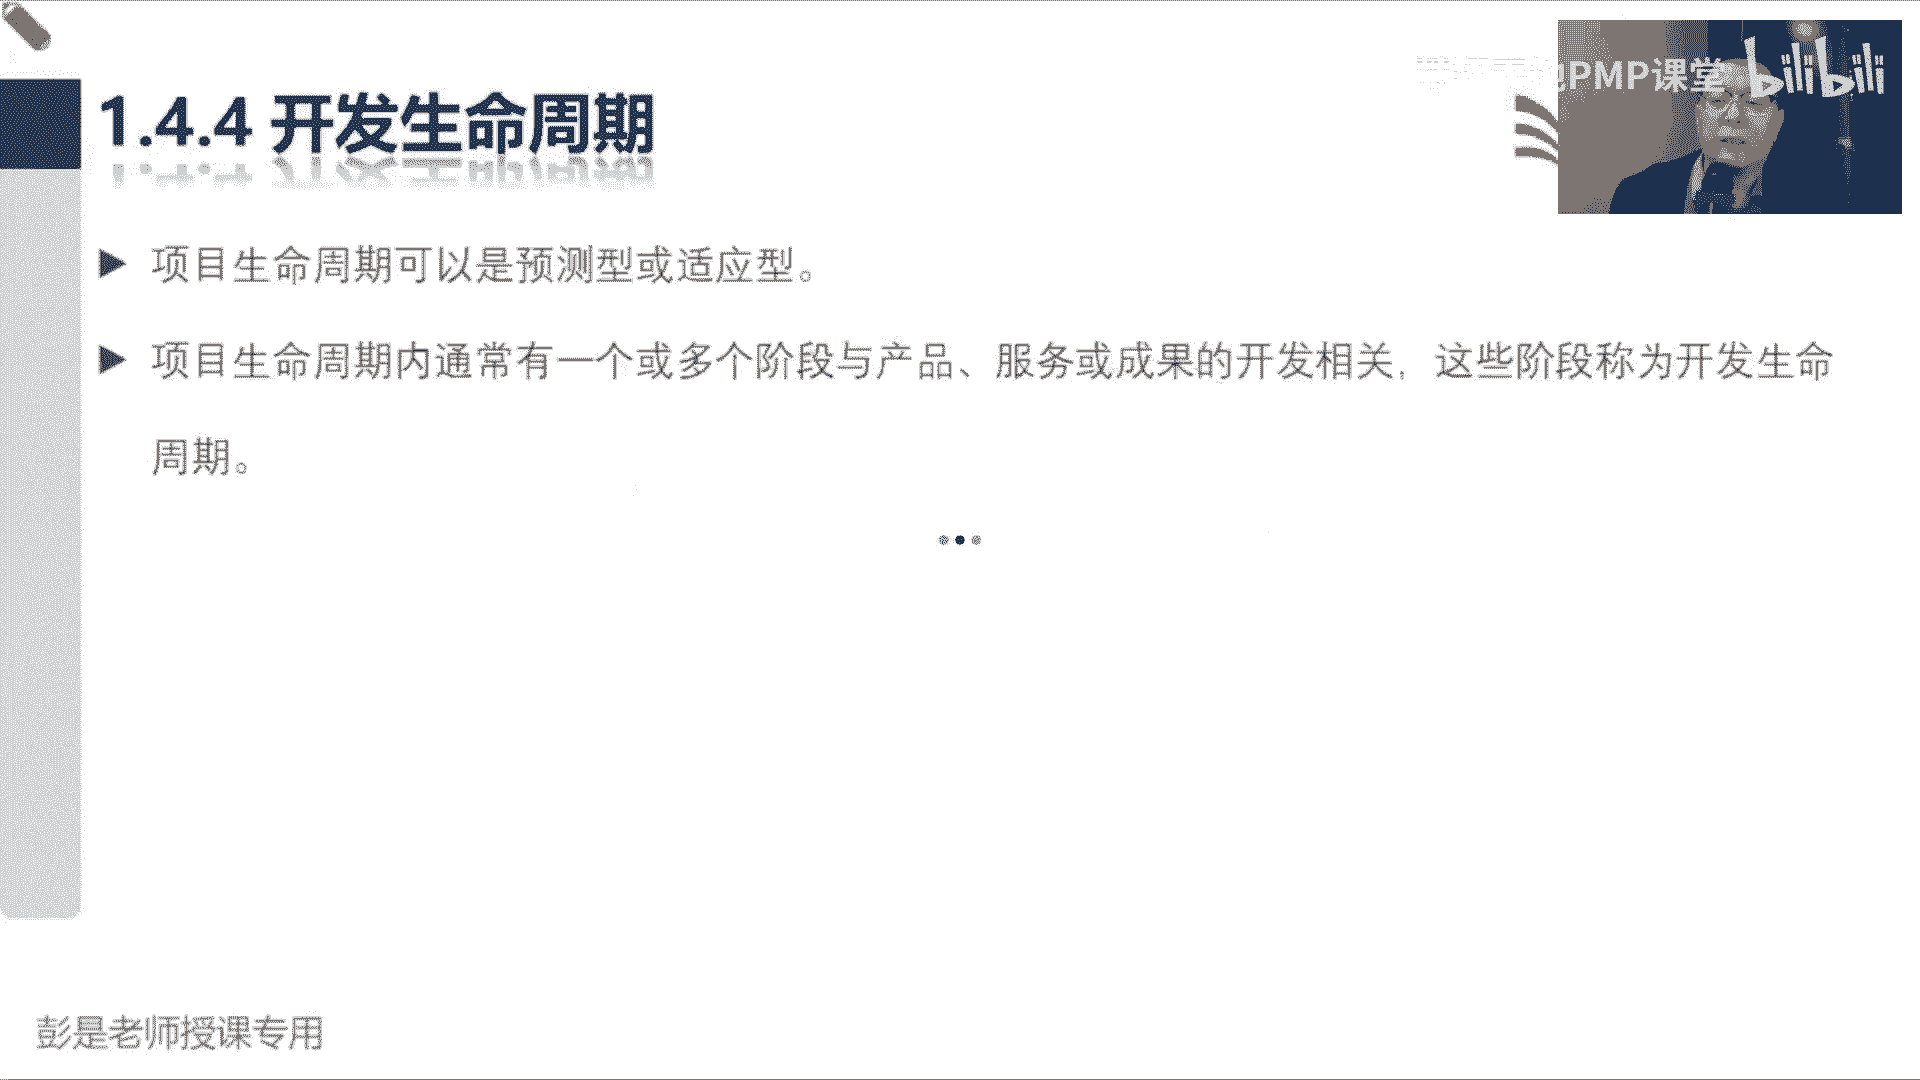 PMP课堂 bilibili
1.4.4 开发生命周期
项目生命周期可以是预测型或适应型。
项目生命周期内通常有一个或多个阶段与产品、服务或成果的开发相关，这些阶段称为开发生命
周期。
彭是老师授课专用